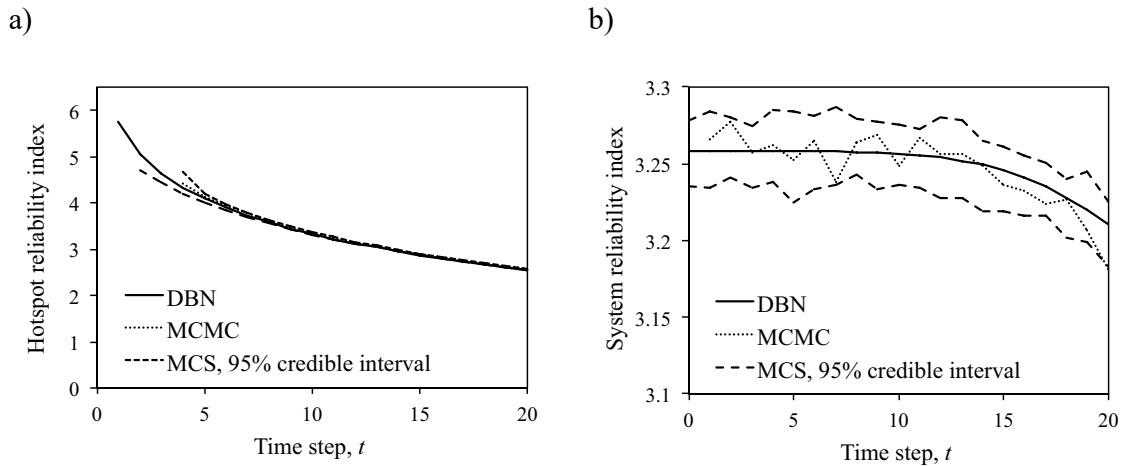 a)
b)
6
5
4
3
2
1
0
0
5
10
15
20
Hotspot reliability index
Time step, t
DBN
MCMC
MCS, 95% credible interval
3.3
3.25
3.2
3.15
3.1
0
5
10
15
20
System reliability index
Time step, t
DBN
MCMC
MCS, 95% credible interval